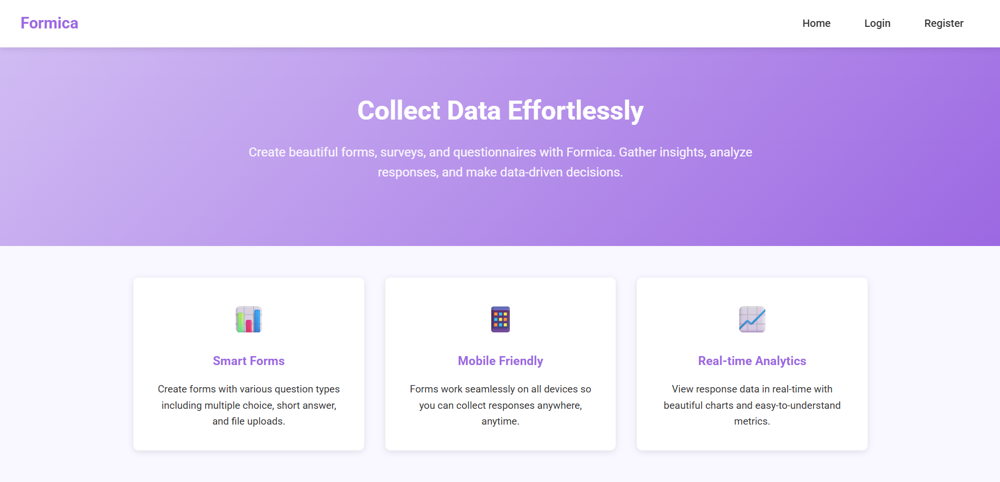 Formica
Home
Login
Register
Collect Data Effortlessly
Create beautiful forms, surveys, and questionnaires with Formica. Gather insights, analyze
responses, and make data-driven decisions.
Smart Forms
Create forms with various question types
including multiple choice, short answer,
and file uploads.
Mobile Friendly
Forms work seamlessly on all devices so
you can collect responses anywhere,
anytime.
Real-time Analytics
View response data in real-time with
beautiful charts and easy-to-understand
metrics.